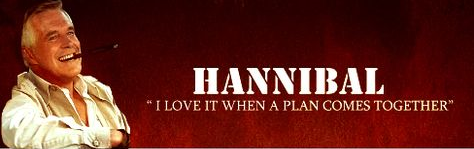 HANNIBAL
“ I LOVE IT WHEN A PLAN COMES TOGETHER”